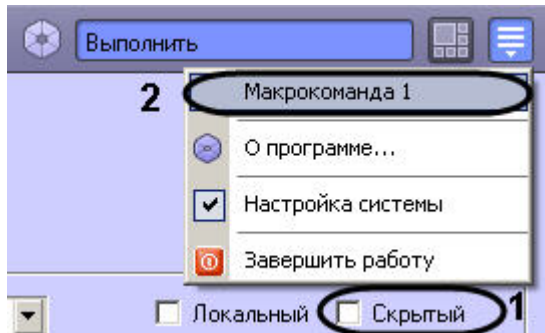 Выполнить
2
Макрокоманда 1
О программе...
Настройка системы
Завершить работу
Локальный Скрытый 1